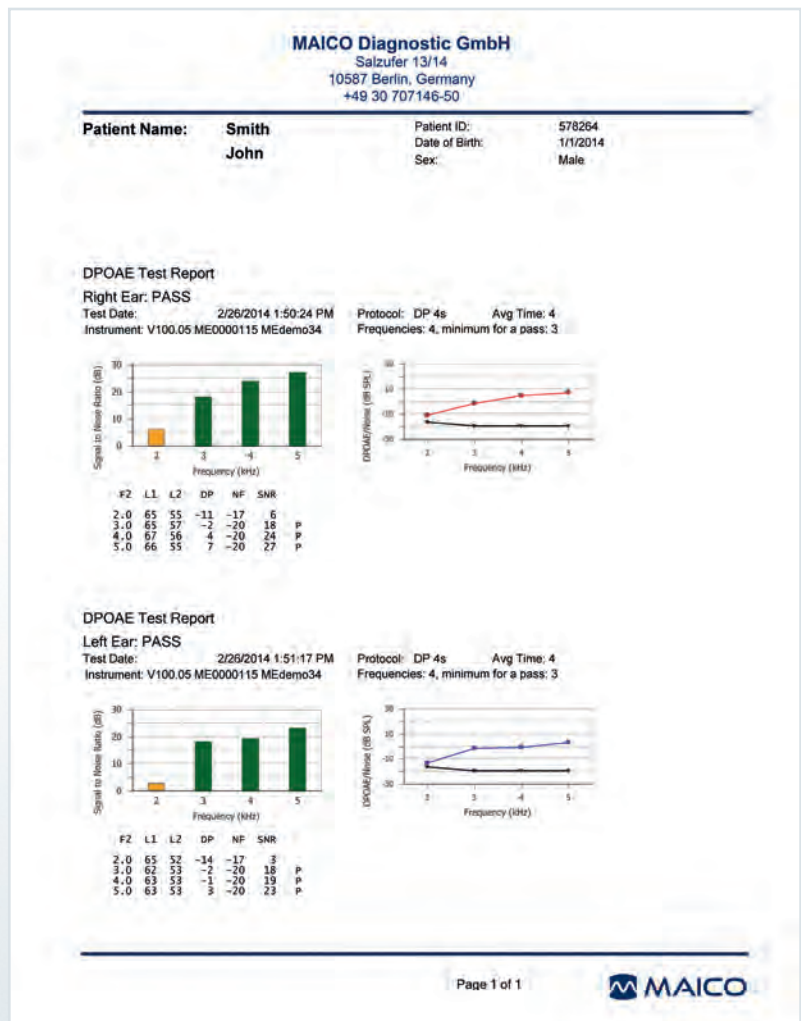 MAICO Diagnostic GmbH
Salzufer 13/14
10587 Berlin, Germany
+49 30 707146-50
Patient Name: Smith
John
Patient ID: 578264
Date of Birth: 1/1/2014
Sex: Male
DPOAE Test Report
Right Ear: PASS
Test Date: 2/26/2014 1:50:24 PM Protocol: DP 4s Avg Time: 4
Instrument: V100.05 ME0000115 MEdemo34 Frequencies: 4, minimum for a pass: 3
Signal to Noise Ratio (dB)
30
20
10
0
2 3 4 5
Frequency (kHz)
DPOAE/Noise (dB SPL)
30
10
-10
-30
2 3 4 5
Frequency (kHz)
F2 L1 L2 DP NF SNR
2.0 65 55 -11 -17 6
3.0 65 57 -2 -20 18 P
4.0 67 56 4 -20 24 P
5.0 66 55 7 -20 27 P
DPOAE Test Report
Left Ear: PASS
Test Date: 2/26/2014 1:51:17 PM Protocol: DP 4s Avg Time: 4
Instrument: V100.05 ME0000115 MEdemo34 Frequencies: 4, minimum for a pass: 3
Signal to Noise Ratio (dB)
30
20
10
0
2 3 4 5
Frequency (kHz)
DPOAE/Noise (dB SPL)
30
10
-10
-30
2 3 4 5
Frequency (kHz)
F2 L1 L2 DP NF SNR
2.0 65 52 -14 -17 3
3.0 62 53 -2 -20 18 P
4.0 63 53 -1 -20 19 P
5.0 63 53 3 -20 23 P
Page 1 of 1
MAICO